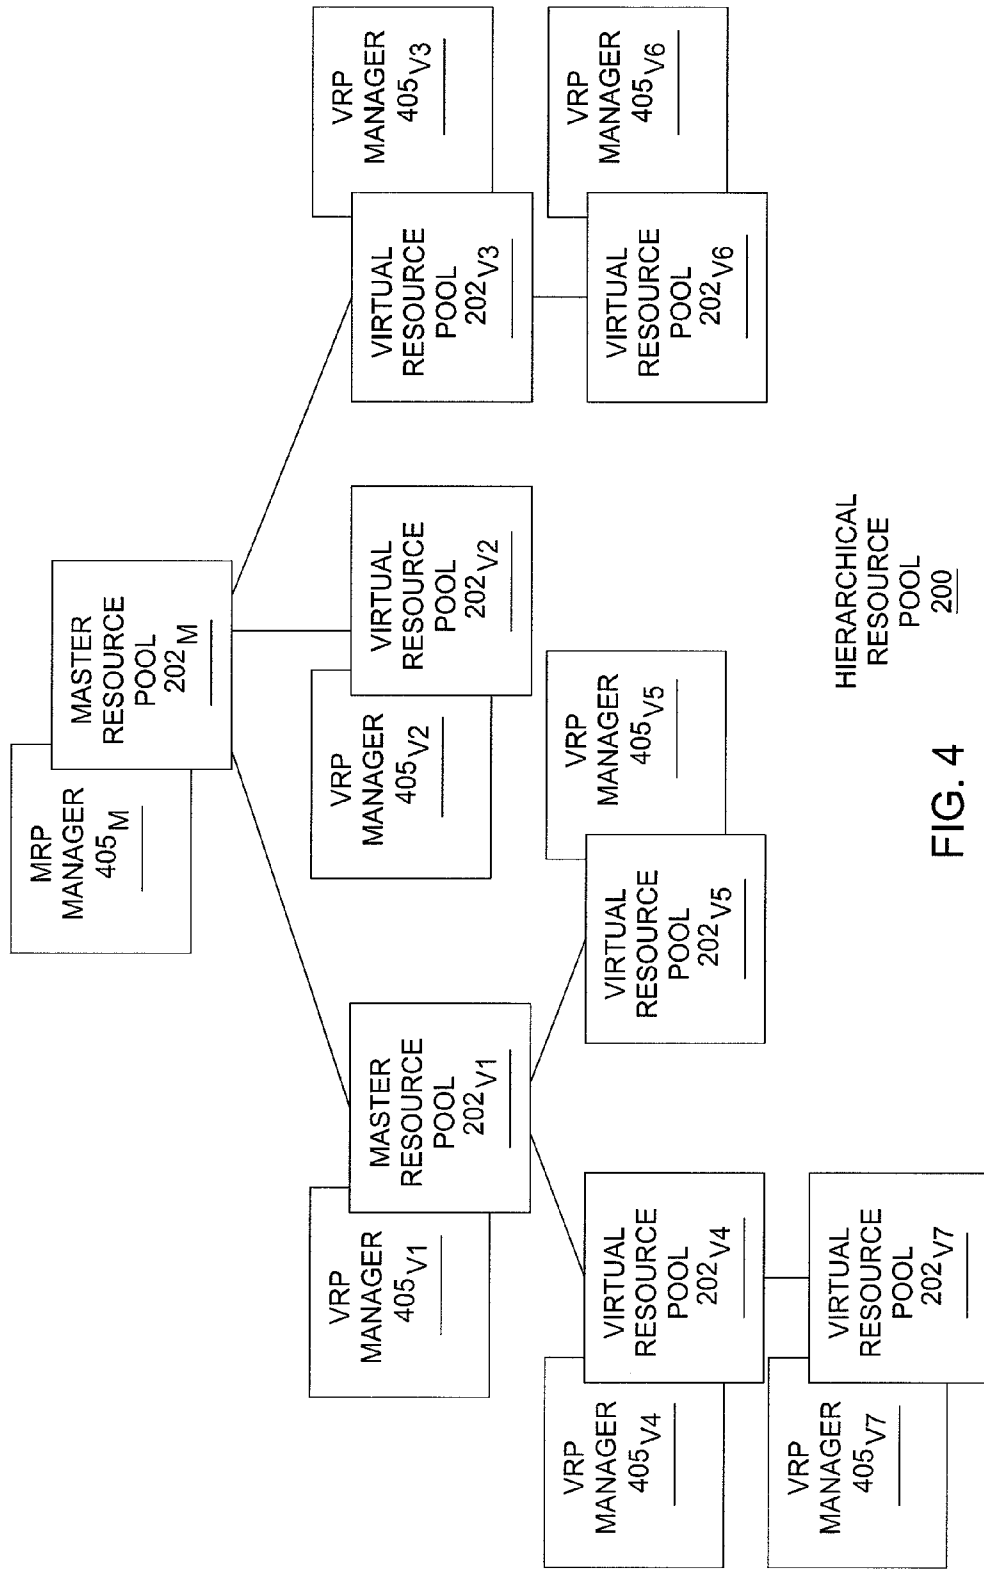 MRP
MANAGER
405M
MASTER
RESOURCE
POOL
202M
VRP
MANAGER
405V1
MASTER
RESOURCE
POOL
202V1
VRP
MANAGER
405V2
VIRTUAL
RESOURCE
POOL
202V2
VIRTUAL
RESOURCE
POOL
202V3
VRP
MANAGER
405V3
VRP
MANAGER
405V4
VIRTUAL
RESOURCE
POOL
202V4
VIRTUAL
RESOURCE
POOL
202V5
VRP
MANAGER
405V5
VIRTUAL
RESOURCE
POOL
202V6
VRP
MANAGER
405V6
VRP
MANAGER
405V7
VIRTUAL
RESOURCE
POOL
202V7
HIERARCHICAL
RESOURCE
POOL
200
FIG. 4